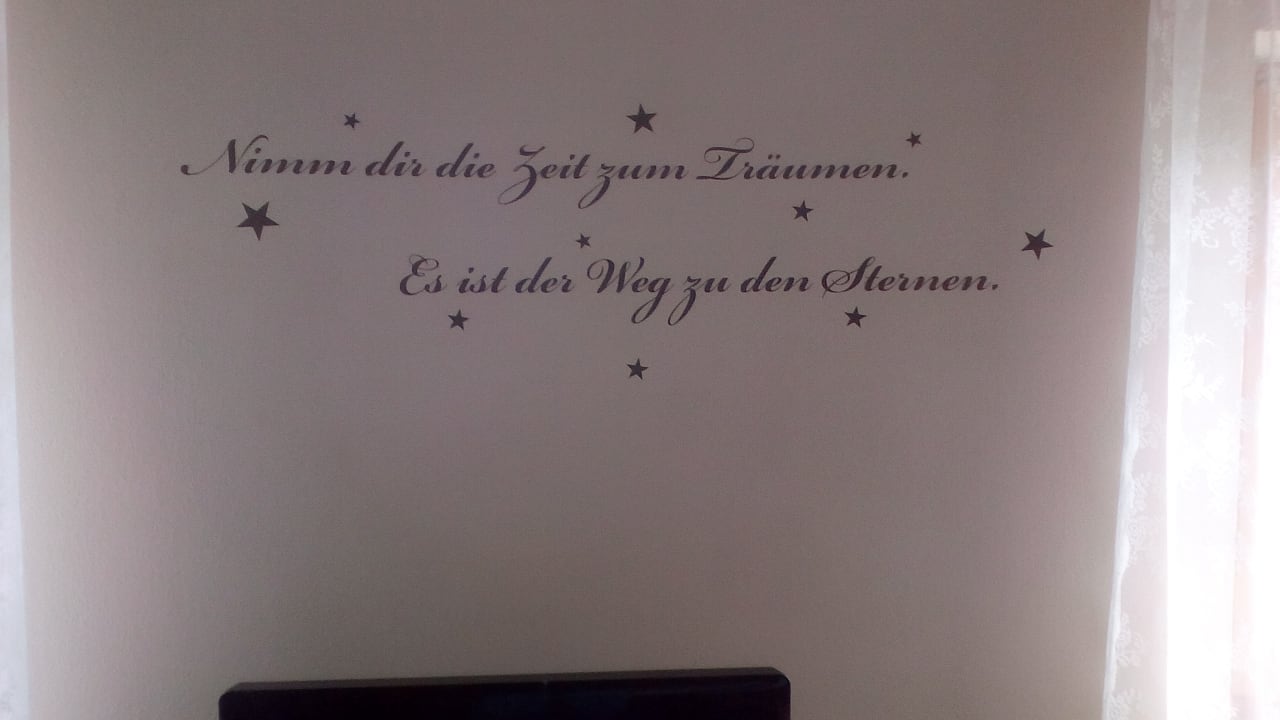 Nimm dir die Zeit zum Träumen.
Es ist der Weg zu den Sternen.